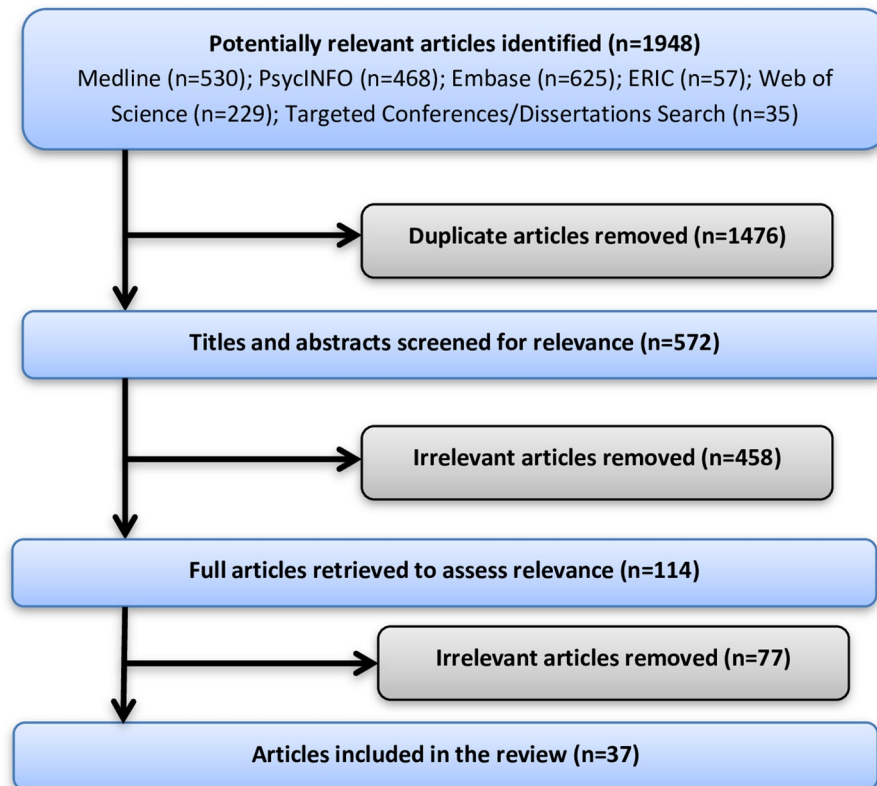 Potentially relevant articles identified (n=1948)
Medline (n=530); PsycINFO (n=468); Embase (n=625); ERIC (n=57); Web of
Science (n=229); Targeted Conferences/Dissertations Search (n=35)
Duplicate articles removed (n=1476)
Titles and abstracts screened for relevance (n=572)
Irrelevant articles removed (n=458)
Full articles retrieved to assess relevance (n=114)
Irrelevant articles removed (n=77)
Articles included in the review (n=37)